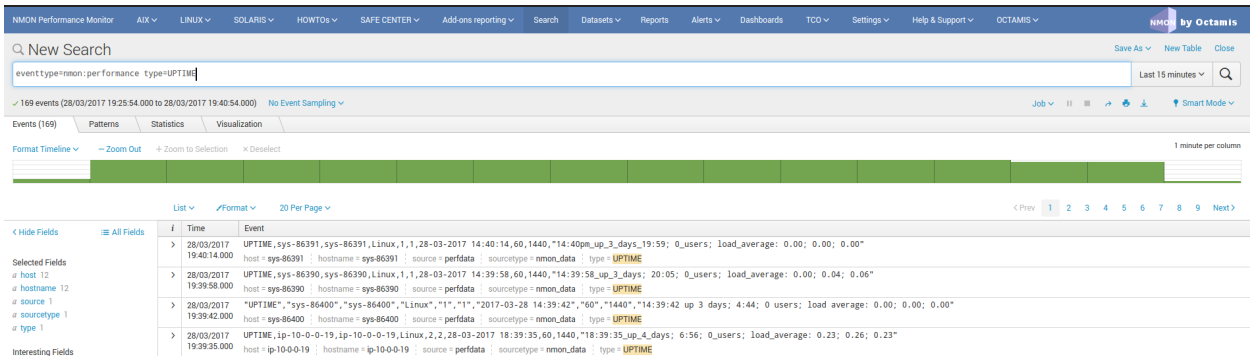 NMON Performance Monitor AIX LINUX SOLARIS HOWTOs SAFE CENTER Add-ons reporting Search Datasets Reports Alerts Dashboards TCO Settings Help & Support OCTAMIS NMON by Octamis
New Search Save As New Table Close
eventtype=nmon:performance type=UPTIME Last 15 minutes
169 events (28/03/2017 19:25:54.000 to 28/03/2017 19:40:54.000) No Event Sampling Job Smart Mode
Events (169) Patterns Statistics Visualization
Format Timeline – Zoom Out + Zoom to Selection × Deselect 1 minute per column
List Format 20 Per Page < Prev 1 2 3 4 5 6 7 8 9 Next >
< Hide Fields All Fields i Time Event
Selected Fields
a host 12
a hostname 12
a source 1
a sourcetype 1
a type 1
Interesting Fields
> 28/03/2017 19:40:14.000 UPTIME,sys-86391,sys-86391,Linux,1,1,28-03-2017 14:40:14,60,1440,"14:40pm_up_3_days_19:59; 0_users; load_average: 0.00; 0.00; 0.00"
host = sys-86391 hostname = sys-86391 source = perfdata sourcetype = nmon_data type = UPTIME
> 28/03/2017 19:39:58.000 UPTIME,sys-86390,sys-86390,Linux,1,1,28-03-2017 14:39:58,60,1440,"14:39:58_up_3_days; 20:05; 0_users; load_average: 0.00; 0.04; 0.06"
host = sys-86390 hostname = sys-86390 source = perfdata sourcetype = nmon_data type = UPTIME
> 28/03/2017 19:39:42.000 "UPTIME","sys-86400","sys-86400","Linux","1","1","2017-03-28 14:39:42","60","1440","14:39:42 up 3 days; 4:44; 0 users; load average: 0.00; 0.00; 0.00"
host = sys-86400 hostname = sys-86400 source = perfdata sourcetype = nmon_data type = UPTIME
> 28/03/2017 19:39:35.000 UPTIME,ip-10-0-0-19,ip-10-0-0-19,Linux,2,2,28-03-2017 18:39:35,60,1440,"18:39:35_up_4_days; 6:56; 0_users; load_average: 0.23; 0.26; 0.23"
host = ip-10-0-0-19 hostname = ip-10-0-0-19 source = perfdata sourcetype = nmon_data type = UPTIME